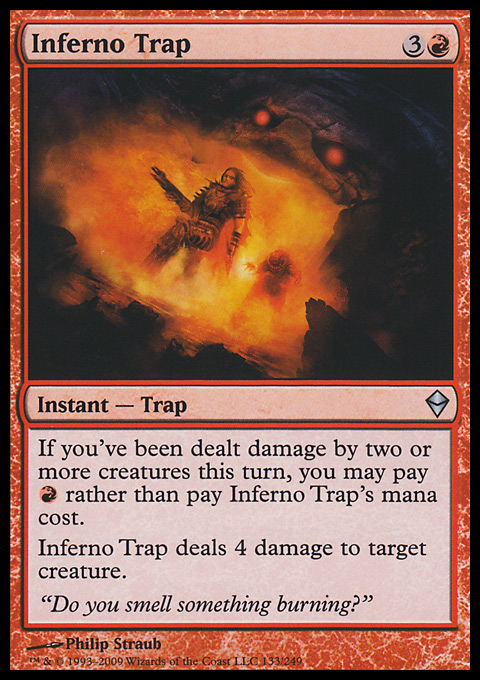 Inferno Trap
3
Instant — Trap
If you've been dealt damage by two or
more creatures this turn, you may pay
rather than pay Inferno Trap's mana
cost.
Inferno Trap deals 4 damage to target
creature.
“Do you smell something burning?”
Philip Straub
™ & © 1993–2009 Wizards of the Coast LLC 133/249